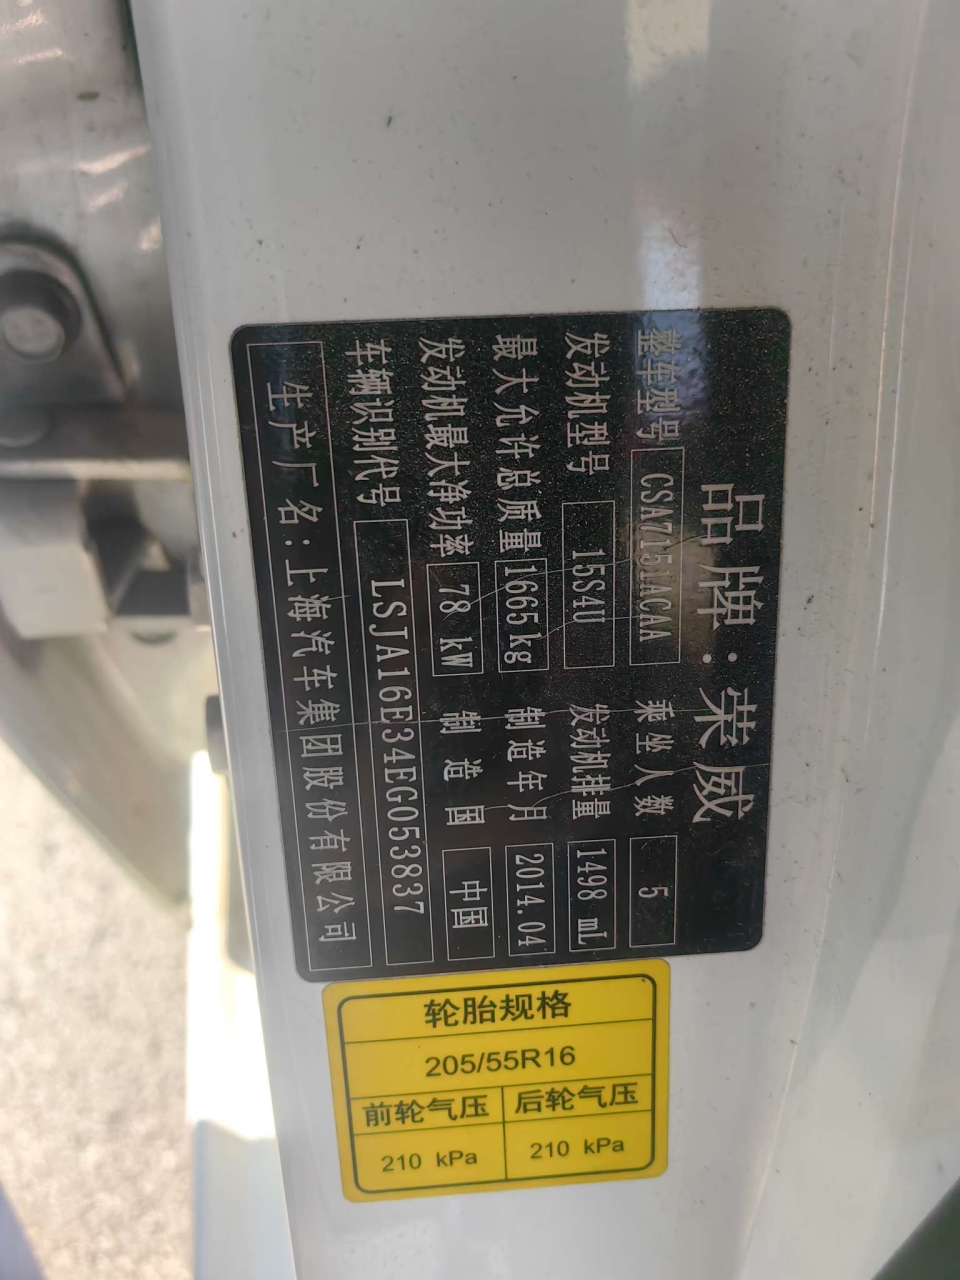 品牌:荣威
整车型号 CSA7151ACAA 乘坐人数 5
发动机型号 15S4U 发动机排量 1498 mL
最大允许总质量 1665kg 制造年月 2014.04
发动机最大净功率 78 kW 制造国 中国
车辆识别代号 LSJA16E34EG053837
生产厂名:上海汽车集团股份有限公司
轮胎规格
205/55R16
前轮气压 后轮气压
210 kPa 210 kPa